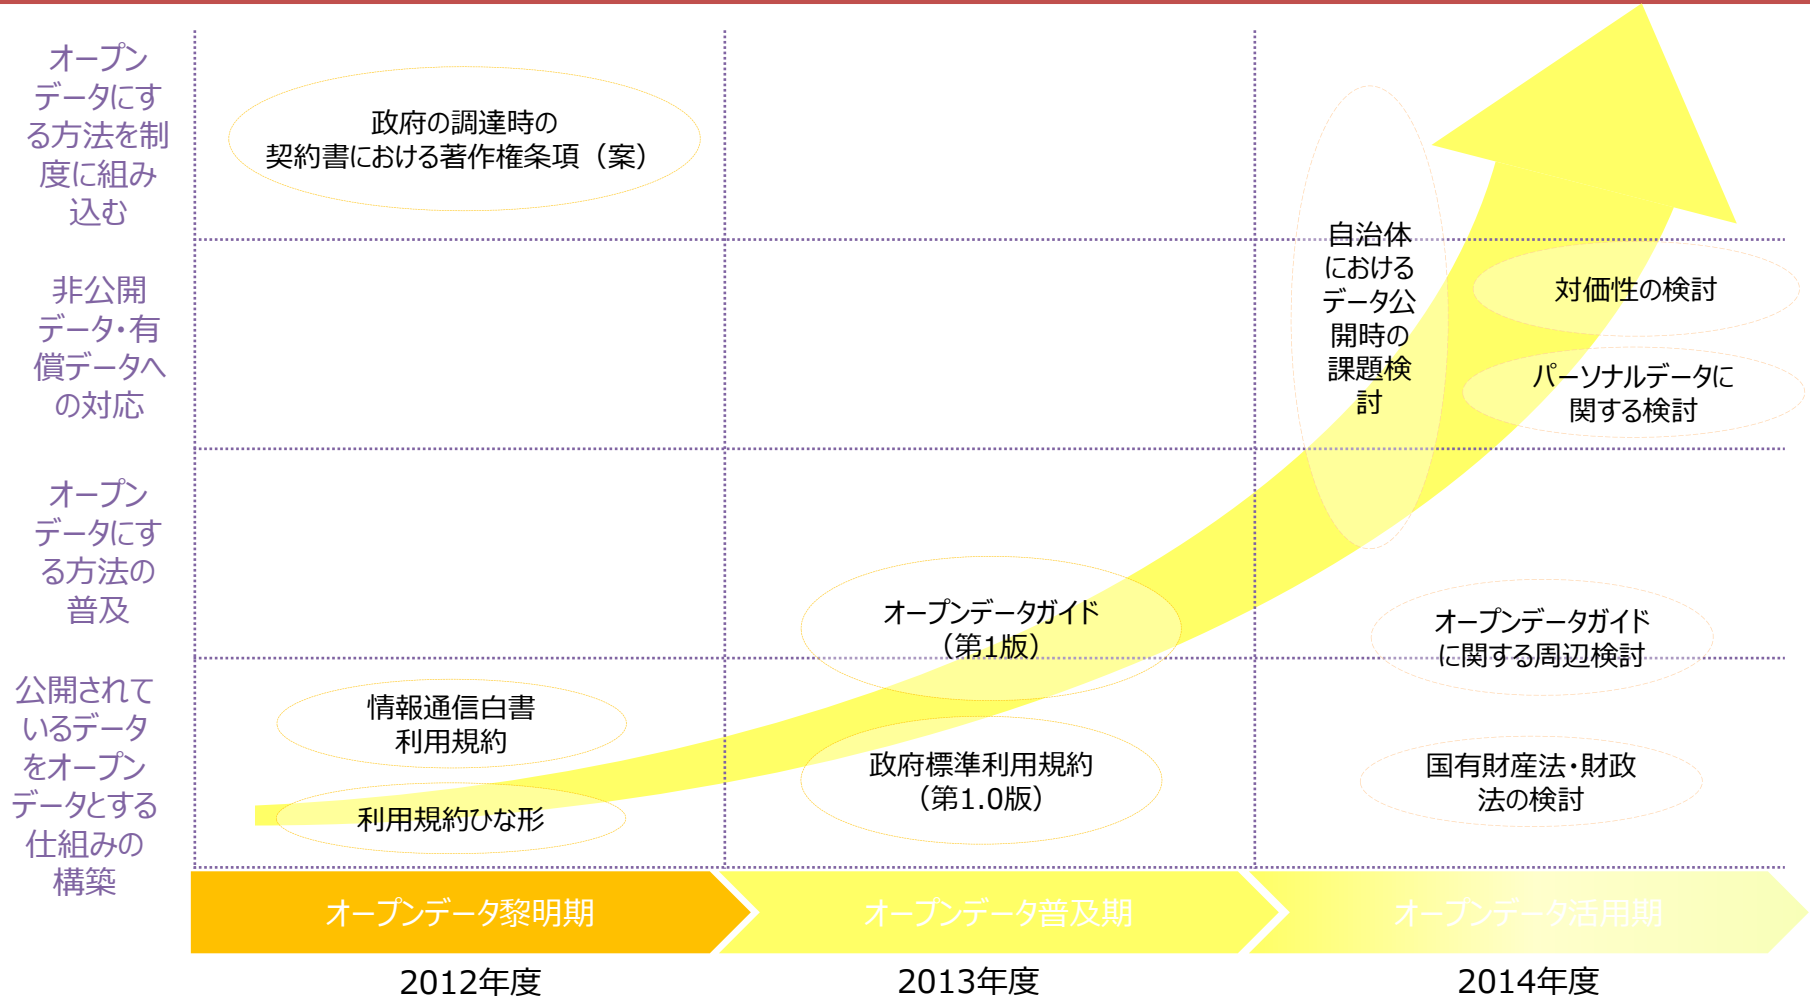 オープン
データにす
る方法を制
度に組み
込む
政府の調達時の
契約書における著作権条項（案）
非公開
データ・有
償データへ
の対応
自治体
における
データ公
開時の
課題検
討
対価性の検討
パーソナルデータに
関する検討
オープン
データにす
る方法の
普及
オープンデータガイド
（第1版）
オープンデータガイド
に関する周辺検討
公開されて
いるデータ
をオープン
データとする
仕組みの
構築
情報通信白書
利用規約
利用規約ひな形
政府標準利用規約
（第1.0版）
国有財産法・財政
法の検討
オープンデータ黎明期
オープンデータ普及期
オープンデータ活用期
2012年度
2013年度
2014年度